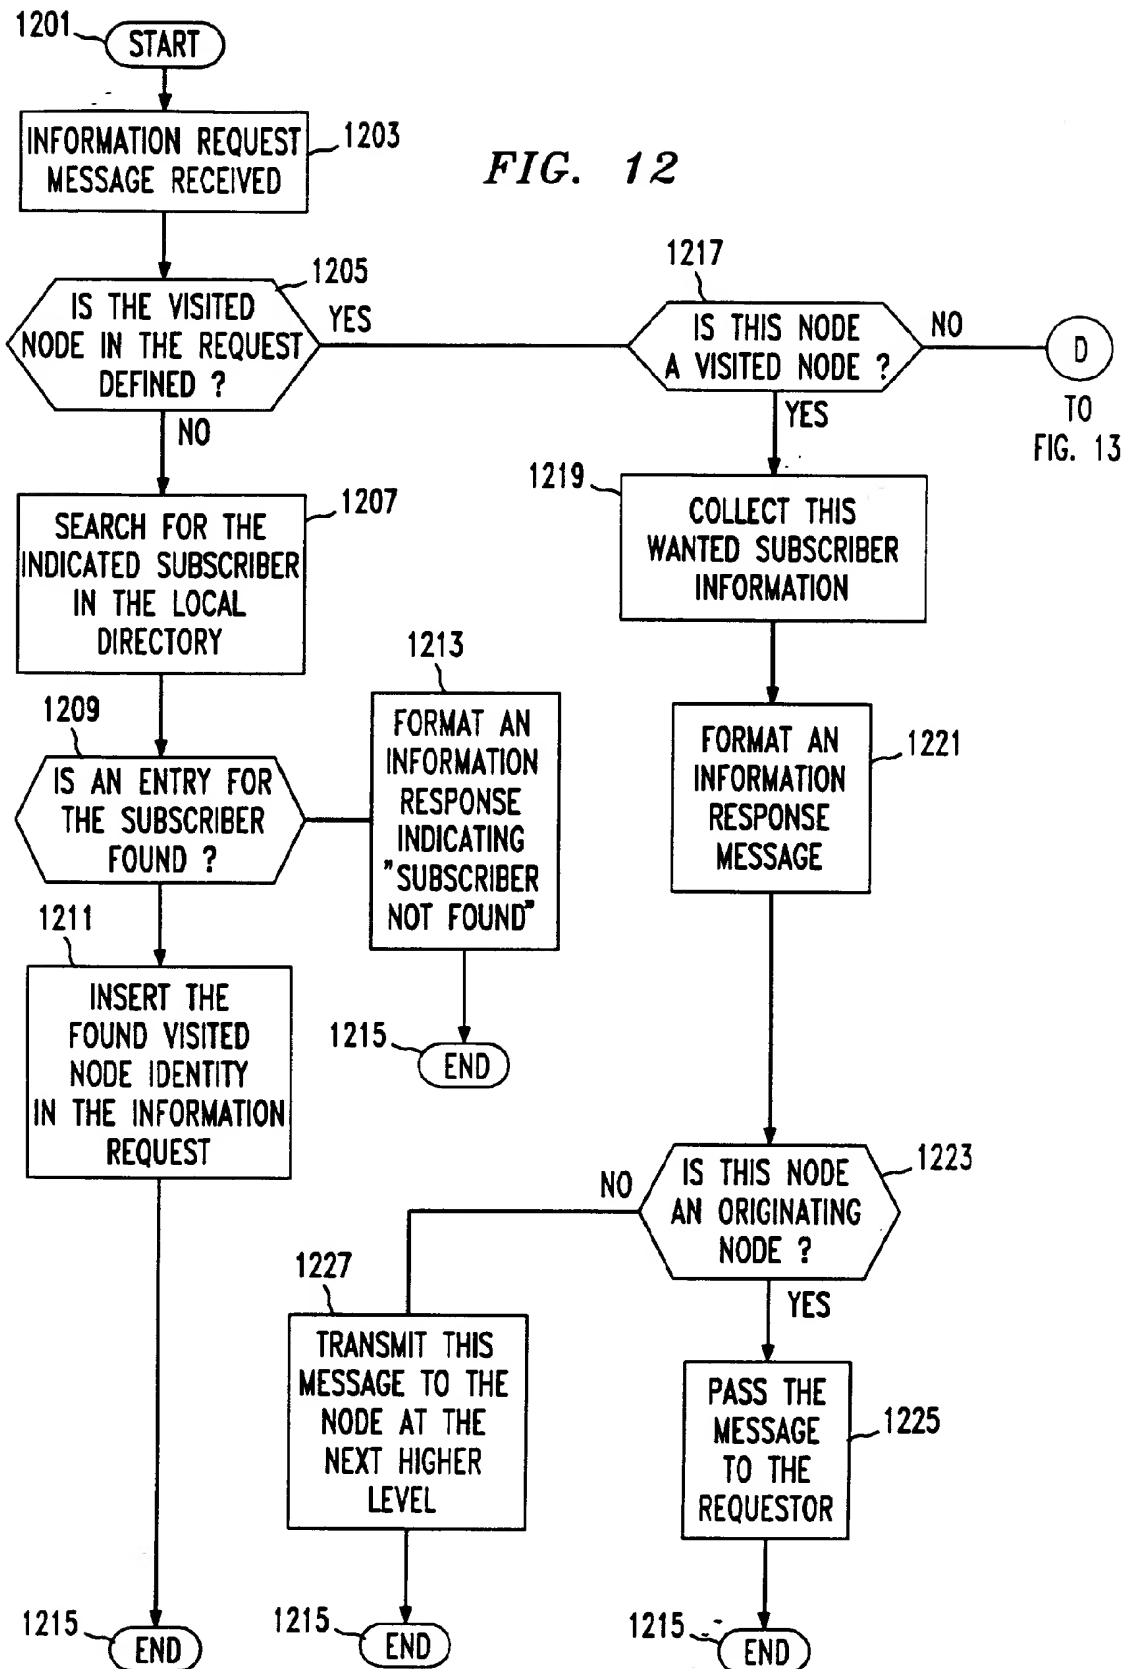 1201
START
INFORMATION REQUEST
MESSAGE RECEIVED
1203
FIG. 12
1205
IS THE VISITED
NODE IN THE REQUEST
DEFINED ?
YES
NO
1217
IS THIS NODE
A VISITED NODE ?
NO
D
TO
FIG. 13
YES
1207
SEARCH FOR THE
INDICATED SUBSCRIBER
IN THE LOCAL
DIRECTORY
1219
COLLECT THIS
WANTED SUBSCRIBER
INFORMATION
1209
IS AN ENTRY FOR
THE SUBSCRIBER
FOUND ?
1213
FORMAT AN
INFORMATION
RESPONSE
INDICATING
"SUBSCRIBER
NOT FOUND"
1215
END
1221
FORMAT AN
INFORMATION
RESPONSE
MESSAGE
1211
INSERT THE
FOUND VISITED
NODE IDENTITY
IN THE INFORMATION
REQUEST
1215
END
1223
IS THIS NODE
AN ORIGINATING
NODE ?
NO
YES
1227
TRANSMIT THIS
MESSAGE TO THE
NODE AT THE
NEXT HIGHER
LEVEL
1215
END
1225
PASS THE
MESSAGE
TO THE
REQUESTOR
1215
END